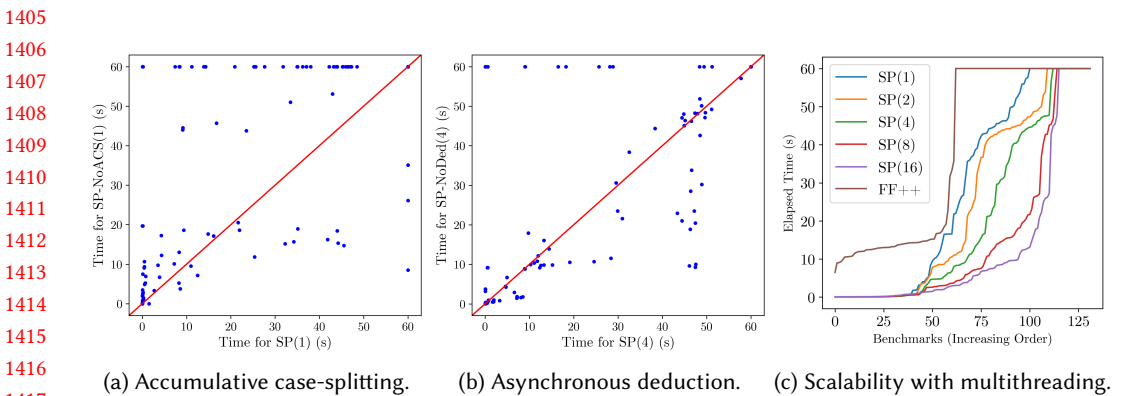 1405
1406
1407
1408
1409
1410
1411
1412
1413
1414
1415
1416
1417
60
50
40
30
20
10
0
Time for SP-NoACS(1) (s)
0 10 20 30 40 50 60
Time for SP(1) (s)
(a) Accumulative case-splitting.
60
50
40
30
20
10
0
Time for SP-NoDed(4) (s)
0 10 20 30 40 50 60
Time for SP(4) (s)
(b) Asynchronous deduction.
60
50
40
30
20
10
0
Elapsed Time (s)
SP(1)
SP(2)
SP(4)
SP(8)
SP(16)
FF++
0 25 50 75 100 125
Benchmarks (Increasing Order)
(c) Scalability with multithreading.